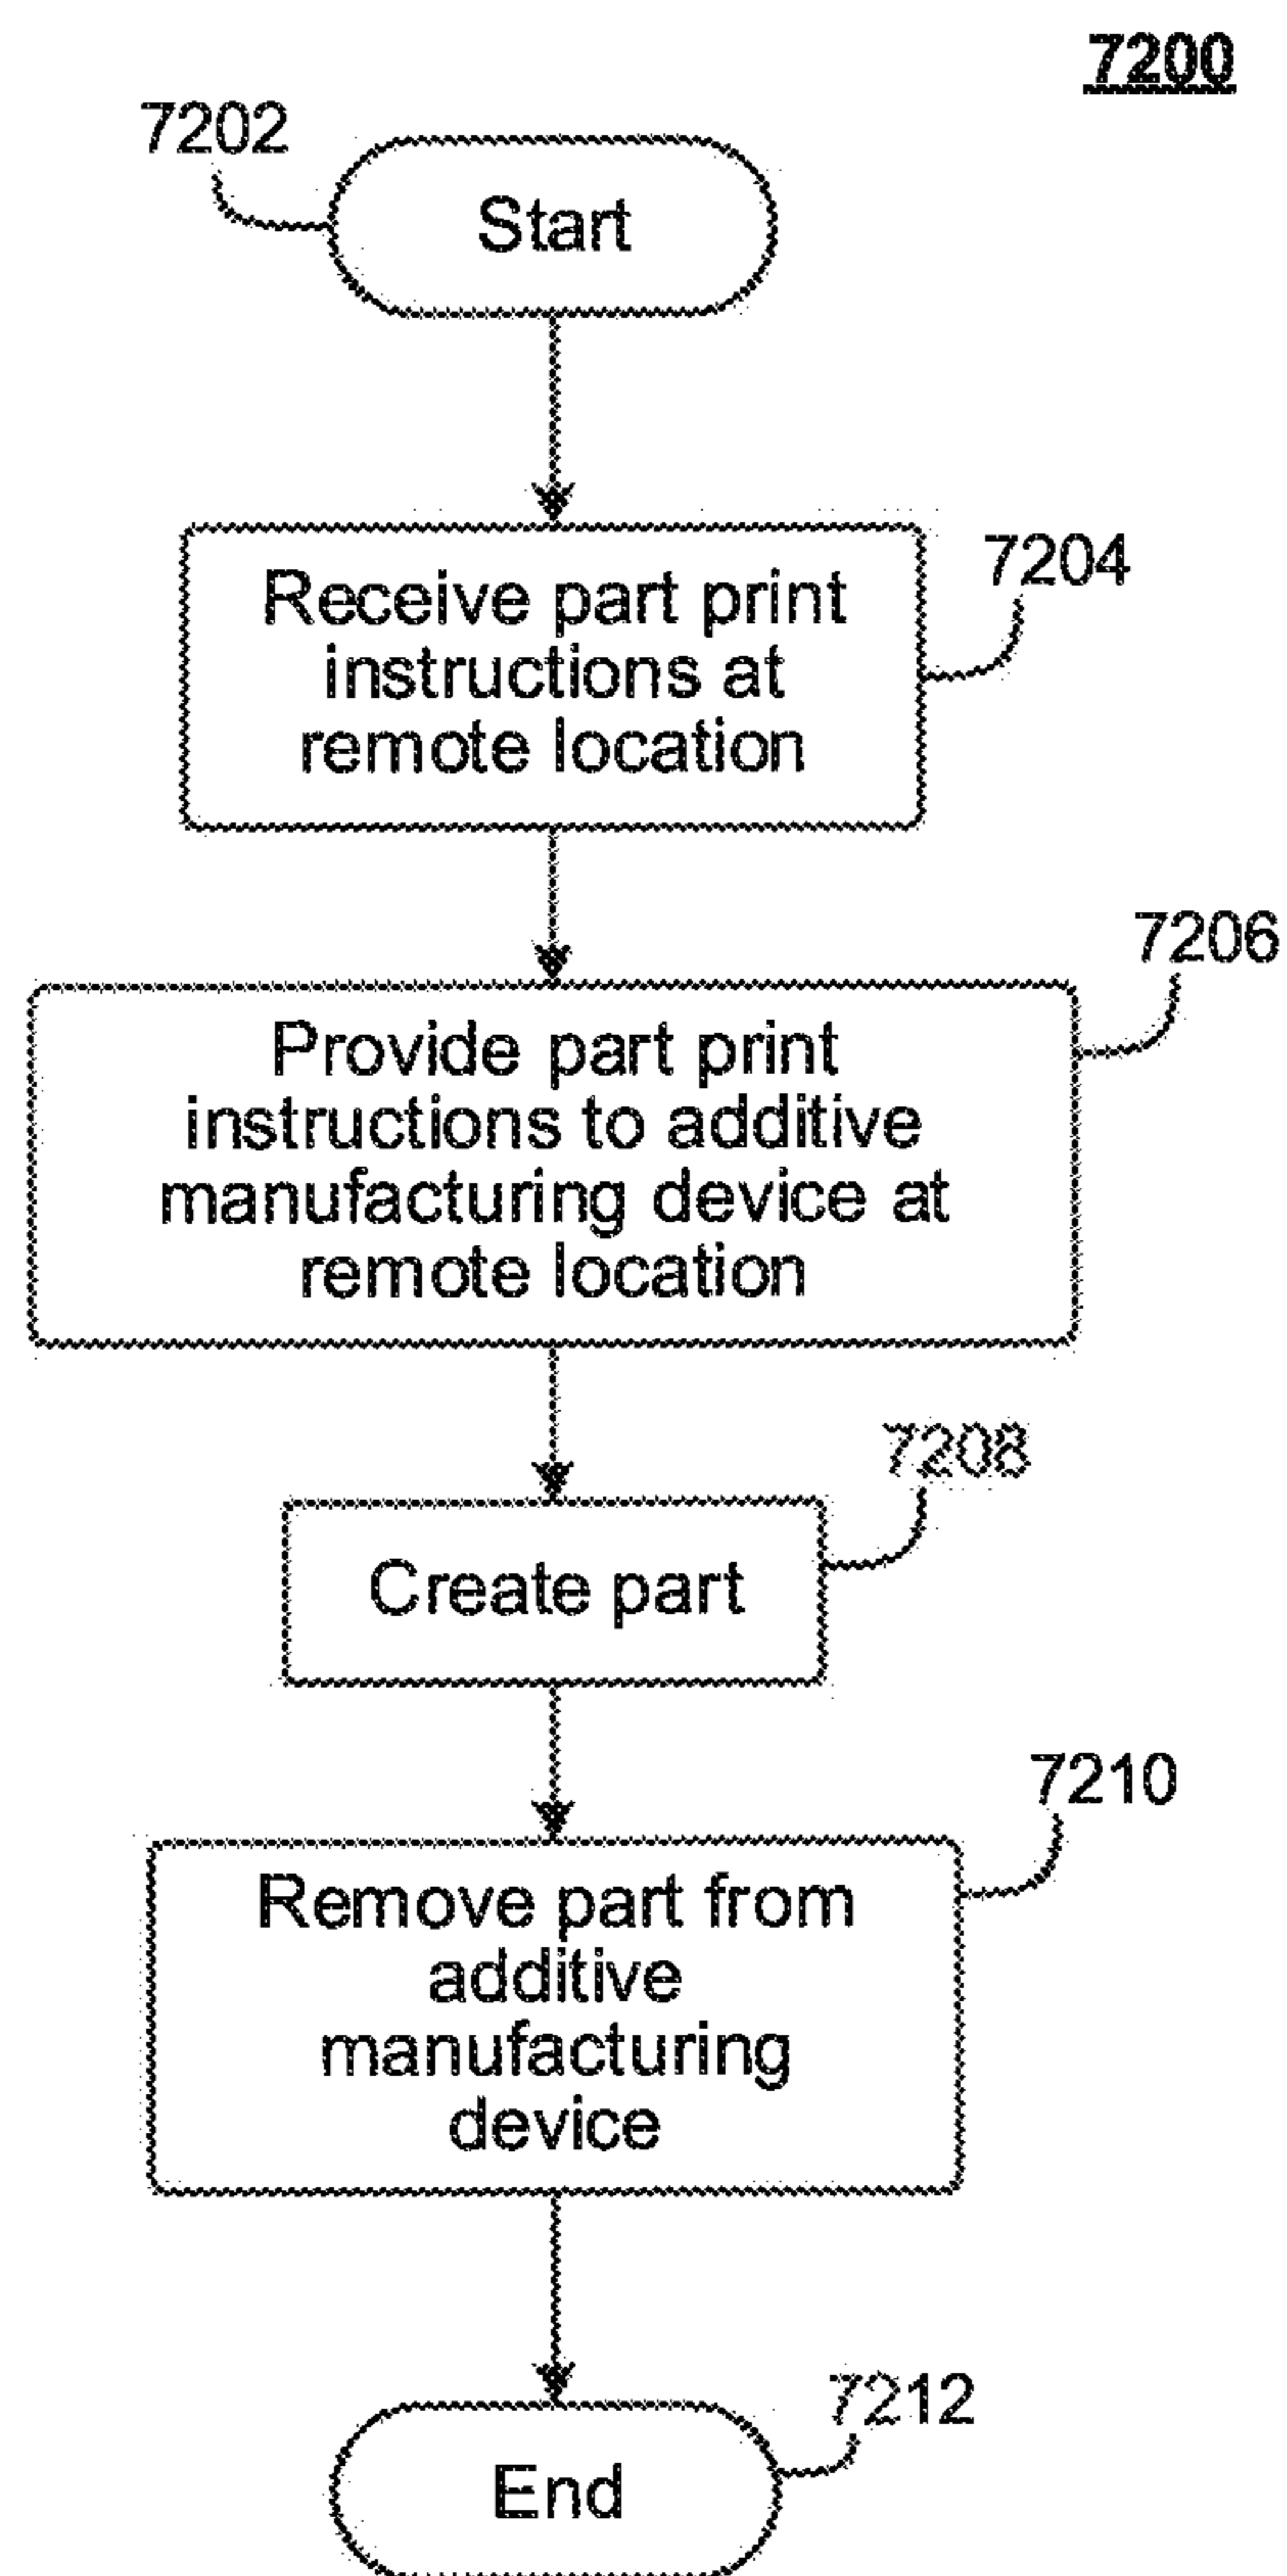 7200
7202
Start
Receive part print
instructions at
remote location
7204
7206
Provide part print
instructions to additive
manufacturing device at
remote location
7208
Create part
7210
Remove part from
additive
manufacturing
device
7212
End